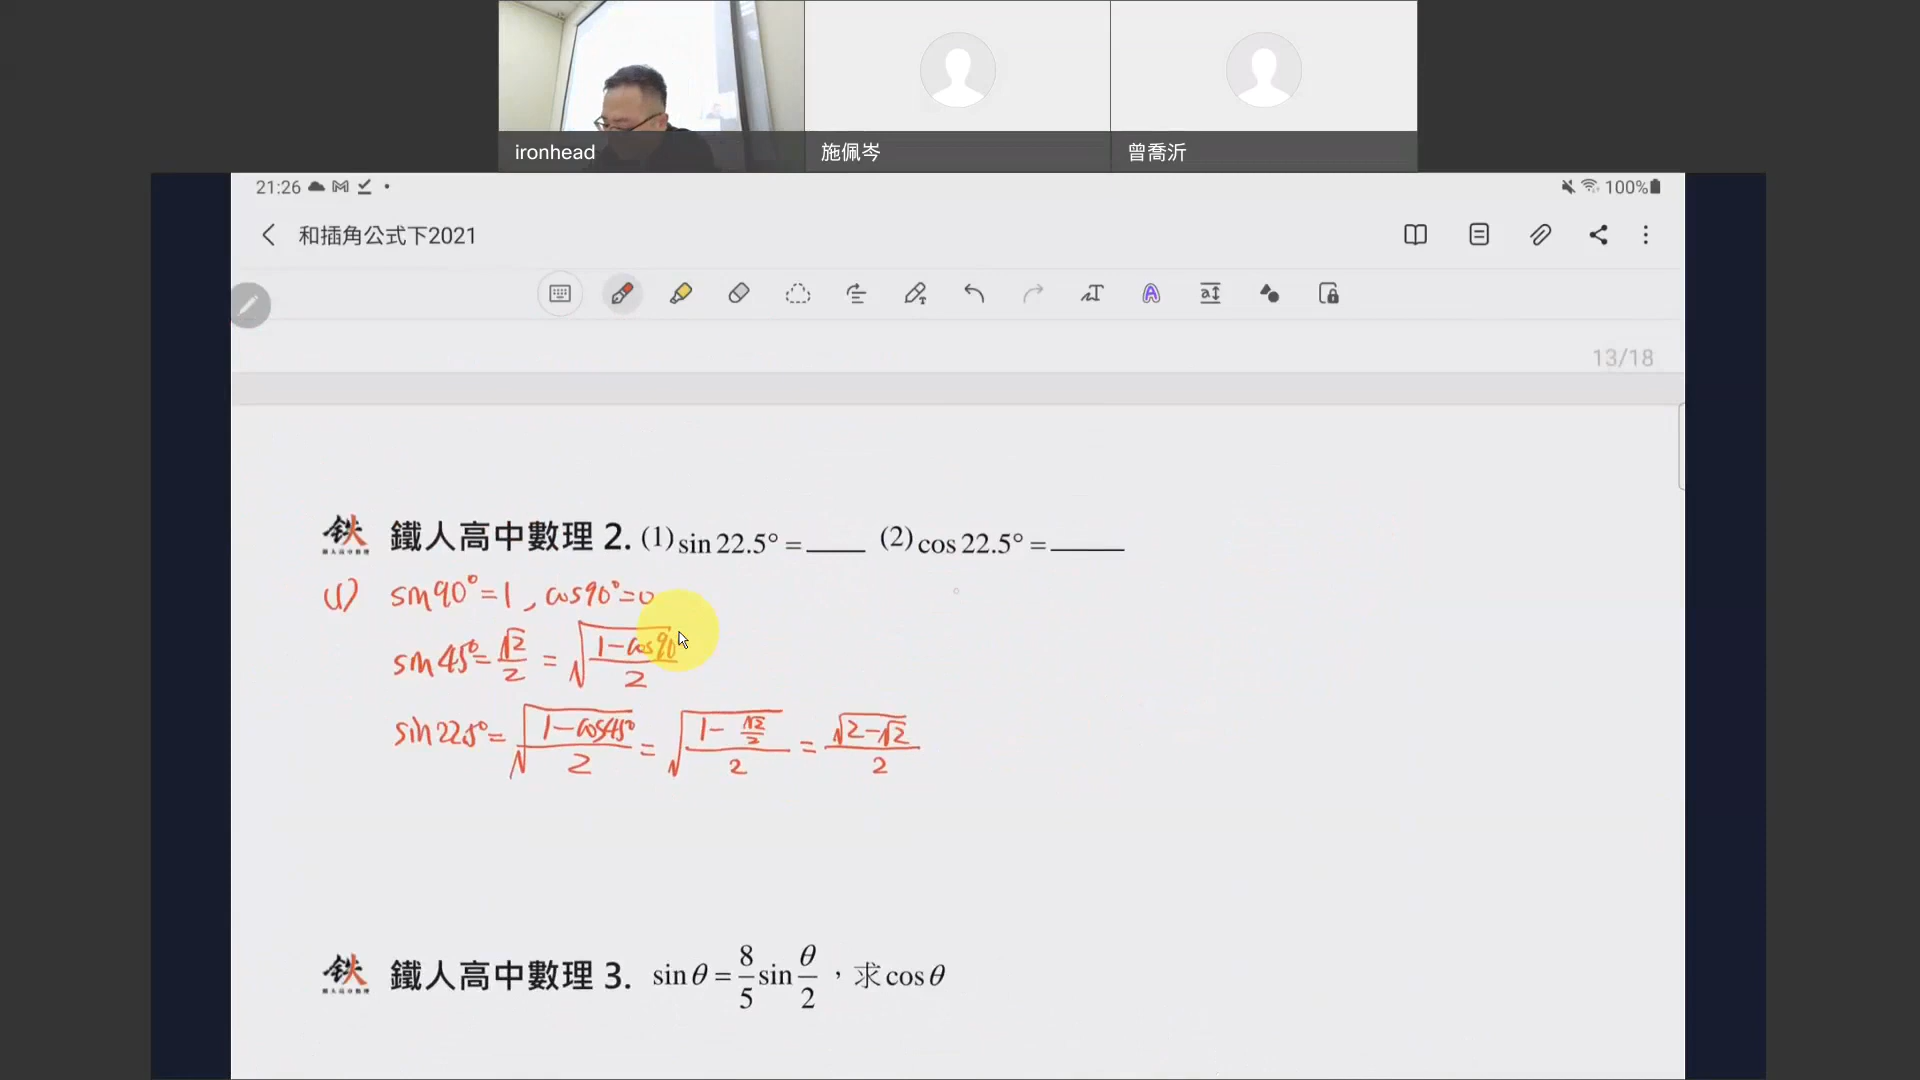 ironhead
施佩岑
曾喬沂
21:26
100%
和插角公式下2021
13/18
鐵人高中數理 2. (1) sin 22.5° = ____ (2) cos 22.5° = ____
(1) sin90°=1 , cos90°=0
sin45°=√2/2 = √((1-cos90°)/2)
sin22.5°= √((1-cos45°)/2) = √((1-√2/2)/2) = √(2-√2)/2
鐵人高中數理 3. sin θ = 8/5 sin θ/2 ，求 cos θ